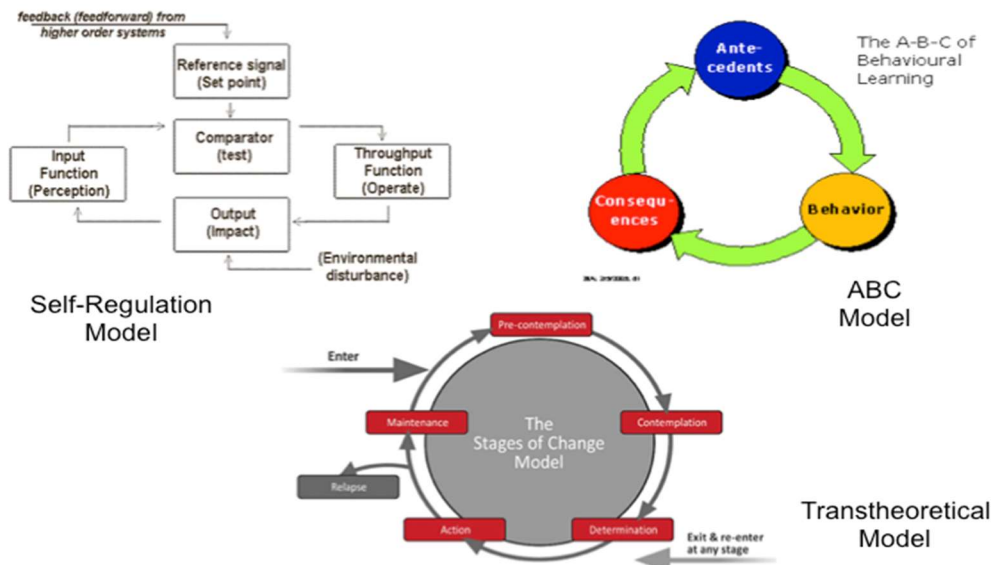 feedback (feedforward) from
higher order systems
Reference signal
(Set point)
Comparator
(test)
Input
Function
(Perception)
Throughput
Function
(Operate)
Output
(Impact)
(Environmental
disturbance)
Self-Regulation
Model
Ante-
cedents
The A-B-C of
Behavioural
Learning
Consequ-
ences
Behavior
ABC
Model
Pre-contemplation
Enter
Maintenance
Contemplation
The
Stages of Change
Model
Relapse
Action
Determination
Exit & re-enter
at any stage
Transtheoretical
Model